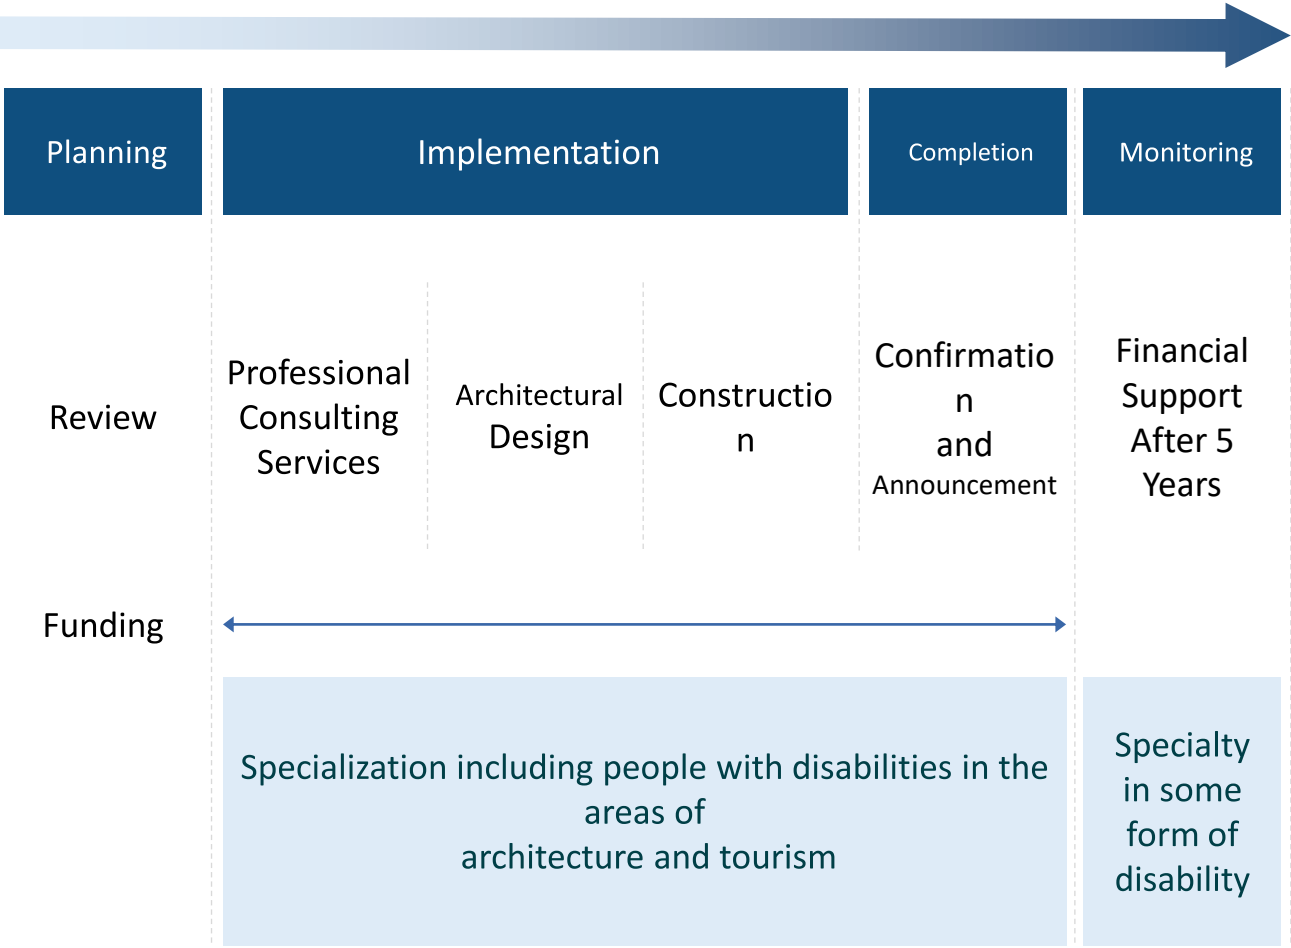 Planning
Implementation
Completion
Monitoring
Review
Professional
Consulting
Services
Architectural
Design
Constructio
n
Confirmatio
n
and
Announcement
Financial
Support
After 5
Years
Funding
Specialization including people with disabilities in the
areas of
architecture and tourism
Specialty
in some
form of
disability